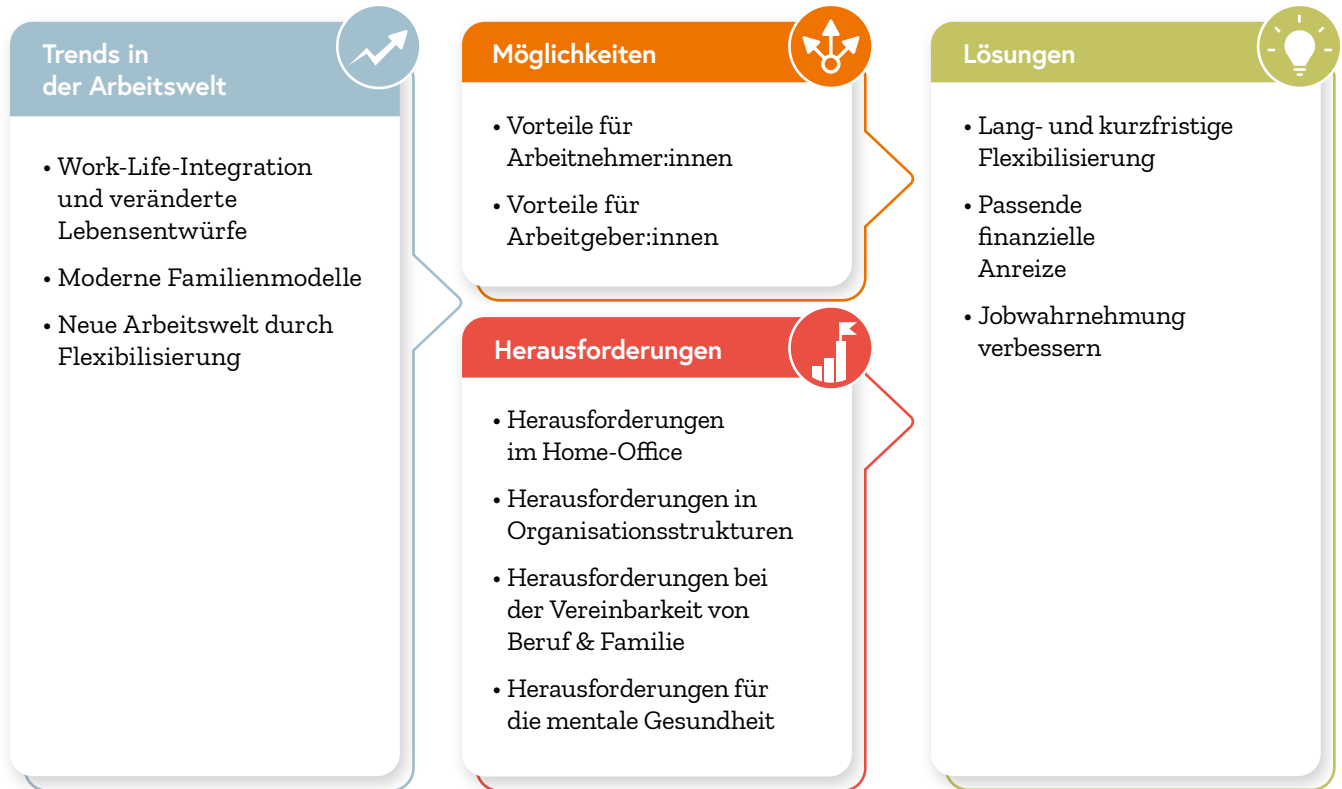 Trends in
der Arbeitswelt
• Work-Life-Integration
und veränderte
Lebensentwürfe
• Moderne Familienmodelle
• Neue Arbeitswelt durch
Flexibilisierung
Möglichkeiten
• Vorteile für
Arbeitnehmer:innen
• Vorteile für
Arbeitgeber:innen
Herausforderungen
• Herausforderungen
im Home-Office
• Herausforderungen in
Organisationsstrukturen
• Herausforderungen bei
der Vereinbarkeit von
Beruf & Familie
• Herausforderungen für
die mentale Gesundheit
Lösungen
• Lang- und kurzfristige
Flexibilisierung
• Passende
finanzielle
Anreize
• Jobwahrnehmung
verbessern